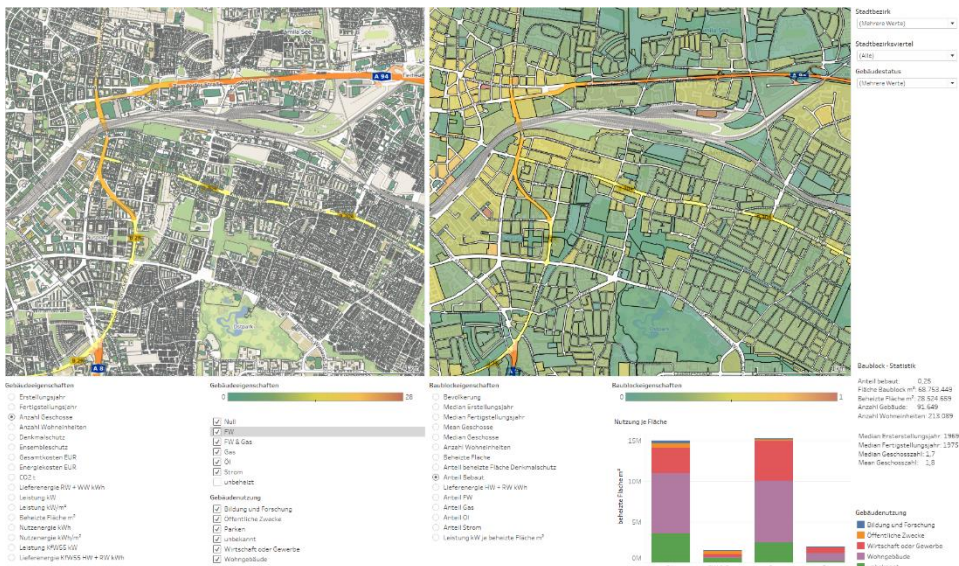 Stadtbezirk
(Mehrere Werte)
Stadtbezirksviertel
(Alle)
Gebäudestatus
(Mehrere Werte)
A 94
Ostpark
A 8
Gebäudeeigenschaften
Erstellungsjahr
Fertigstellungsjahr
Anzahl Geschosse
Anzahl Wohneinheiten
Denkmalschutz
Ensembleschutz
Gesamtkosten EUR
Energiekosten EUR
CO2 t
Lieferenergie RW + WW kWh
Leistung kW
Leistung kW/m²
Beheizte Fläche m²
Nutzenergie kWh
Nutzenergie kWh/m²
Leistung KfW55 kW
Lieferenergie KfW55 HW + RW kWh
Gebäudeeigenschaften
0 26
Null
FW
FW & Gas
Gas
Öl
Strom
unbeheizt
Gebäudenutzung
Bildung und Forschung
Öffentliche Zwecke
Parken
unbekannt
Wirtschaft oder Gewerbe
Wohngebäude
Baublockeigenschaften
Bevölkerung
Median Erstellungsjahr
Median Fertigstellungsjahr
Mean Geschosse
Median Geschosse
Anzahl Wohneinheiten
Beheizte Fläche
Anteil beheizte Fläche Denkmalschutz
Anteil Bebaut
Lieferenergie HW + RW kWh
Anteil FW
Anteil Gas
Anteil Öl
Anteil Strom
Leistung kW je beheizte Fläche m²
Baublockeigenschaften
0 1
Nutzung je Fläche
beheizte Fläche m²
15M
10M
5M
0M
Baublock - Statistik
Anteil bebaut: 0,25
Fläche Baublock m²: 68.753.449
Beheizte Fläche m²: 28.524.659
Anzahl Gebäude: 91.649
Anzahl Wohneinheiten: 213.089
Median Ersterstellungsjahr: 1969
Median Fertigstellungsjahr: 1975
Median Geschosszahl: 1,7
Mean Geschosszahl: 1,8
Gebäudenutzung
Bildung und Forschung
Öffentliche Zwecke
Wirtschaft oder Gewerbe
Wohngebäude